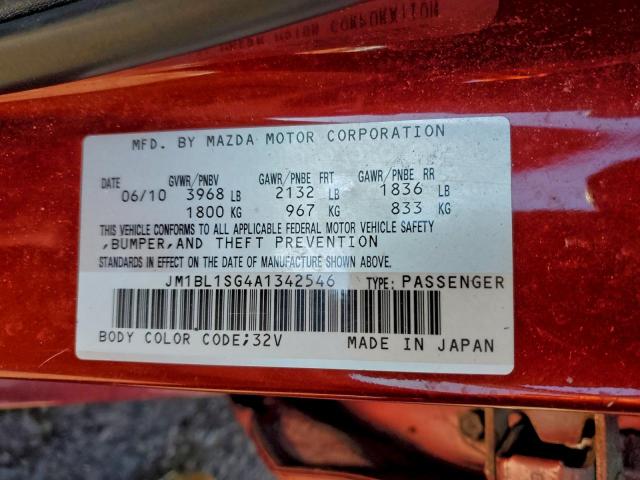 MFD. BY MAZDA MOTOR CORPORATION
DATE GVWR/PNBV GAWR/PNBE FRT GAWR/PNBE RR
06/10 3968 LB 2132 LB 1836 LB
1800 KG 967 KG 833 KG
THIS VEHICLE CONFORMS TO ALL APPLICABLE FEDERAL MOTOR VEHICLE SAFETY
,BUMPER,AND THEFT PREVENTION
STANDARDS IN EFFECT ON THE DATE OF MANUFACTURE SHOWN ABOVE.
JM1BL1SG4A1342546 TYPE: PASSENGER
BODY COLOR CODE;32V MADE IN JAPAN